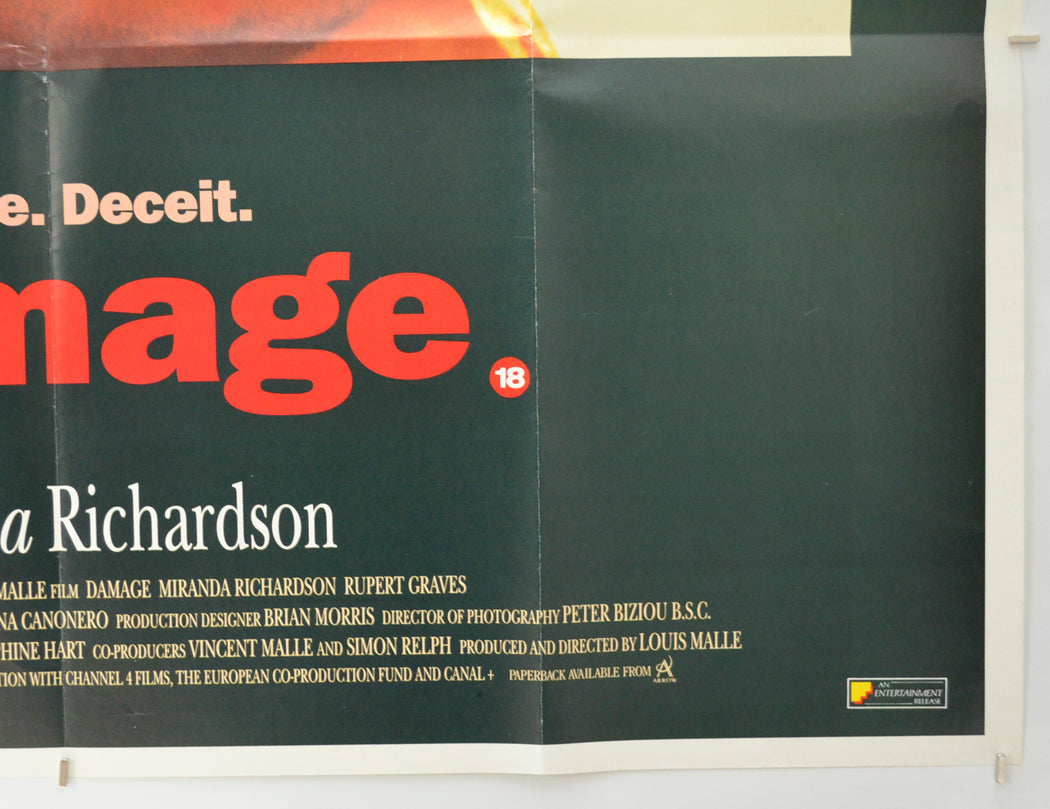 e. Deceit.
mage.
18
a Richardson
MALLE FILM DAMAGE MIRANDA RICHARDSON RUPERT GRAVES
NA CANONERO PRODUCTION DESIGNER BRIAN MORRIS DIRECTOR OF PHOTOGRAPHY PETER BIZIOU B.S.C.
PHINE HART CO-PRODUCERS VINCENT MALLE AND SIMON RELPH PRODUCED AND DIRECTED BY LOUIS MALLE
TION WITH CHANNEL 4 FILMS, THE EUROPEAN CO-PRODUCTION FUND AND CANAL + PAPERBACK AVAILABLE FROM A
ARROW
AN
ENTERTAINMENT
RELEASE